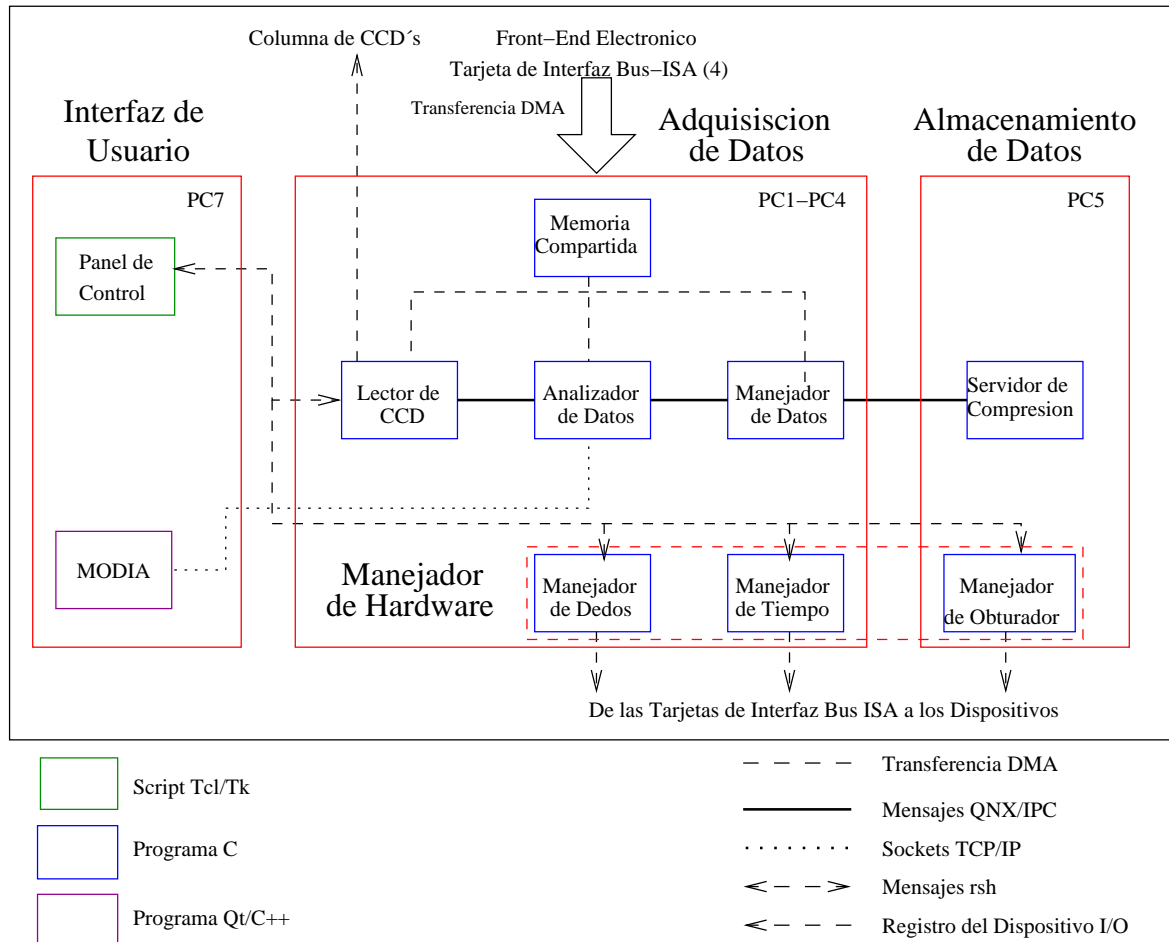 Columna de CCD´s
Front−End Electronico
Tarjeta de Interfaz Bus−ISA (4)
Transferencia DMA
Interfaz de
Usuario
Adquisiscion
de Datos
Almacenamiento
de Datos
PC7
PC1−PC4
PC5
Memoria
Compartida
Panel de
Control
Lector de
CCD
Analizador
de Datos
Manejador
de Datos
Servidor de
Compresion
MODIA
Manejador
de Hardware
Manejador
de Dedos
Manejador
de Tiempo
Manejador
de Obturador
De las Tarjetas de Interfaz Bus ISA a los Dispositivos
Script Tcl/Tk
Programa C
Programa Qt/C++
Transferencia DMA
Mensajes QNX/IPC
Sockets TCP/IP
Mensajes rsh
Registro del Dispositivo I/O